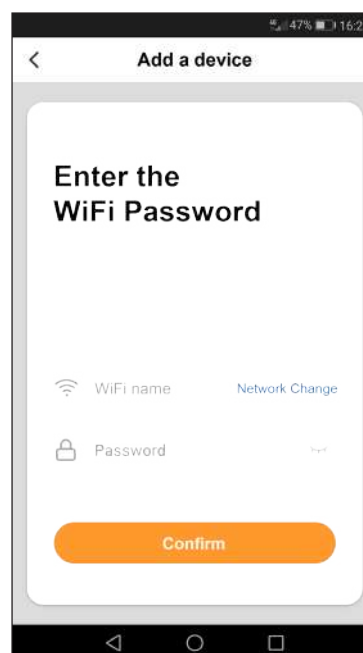 47% 16:2
Add a device
Enter the
WiFi Password
WiFi name Network Change
Password
Confirm